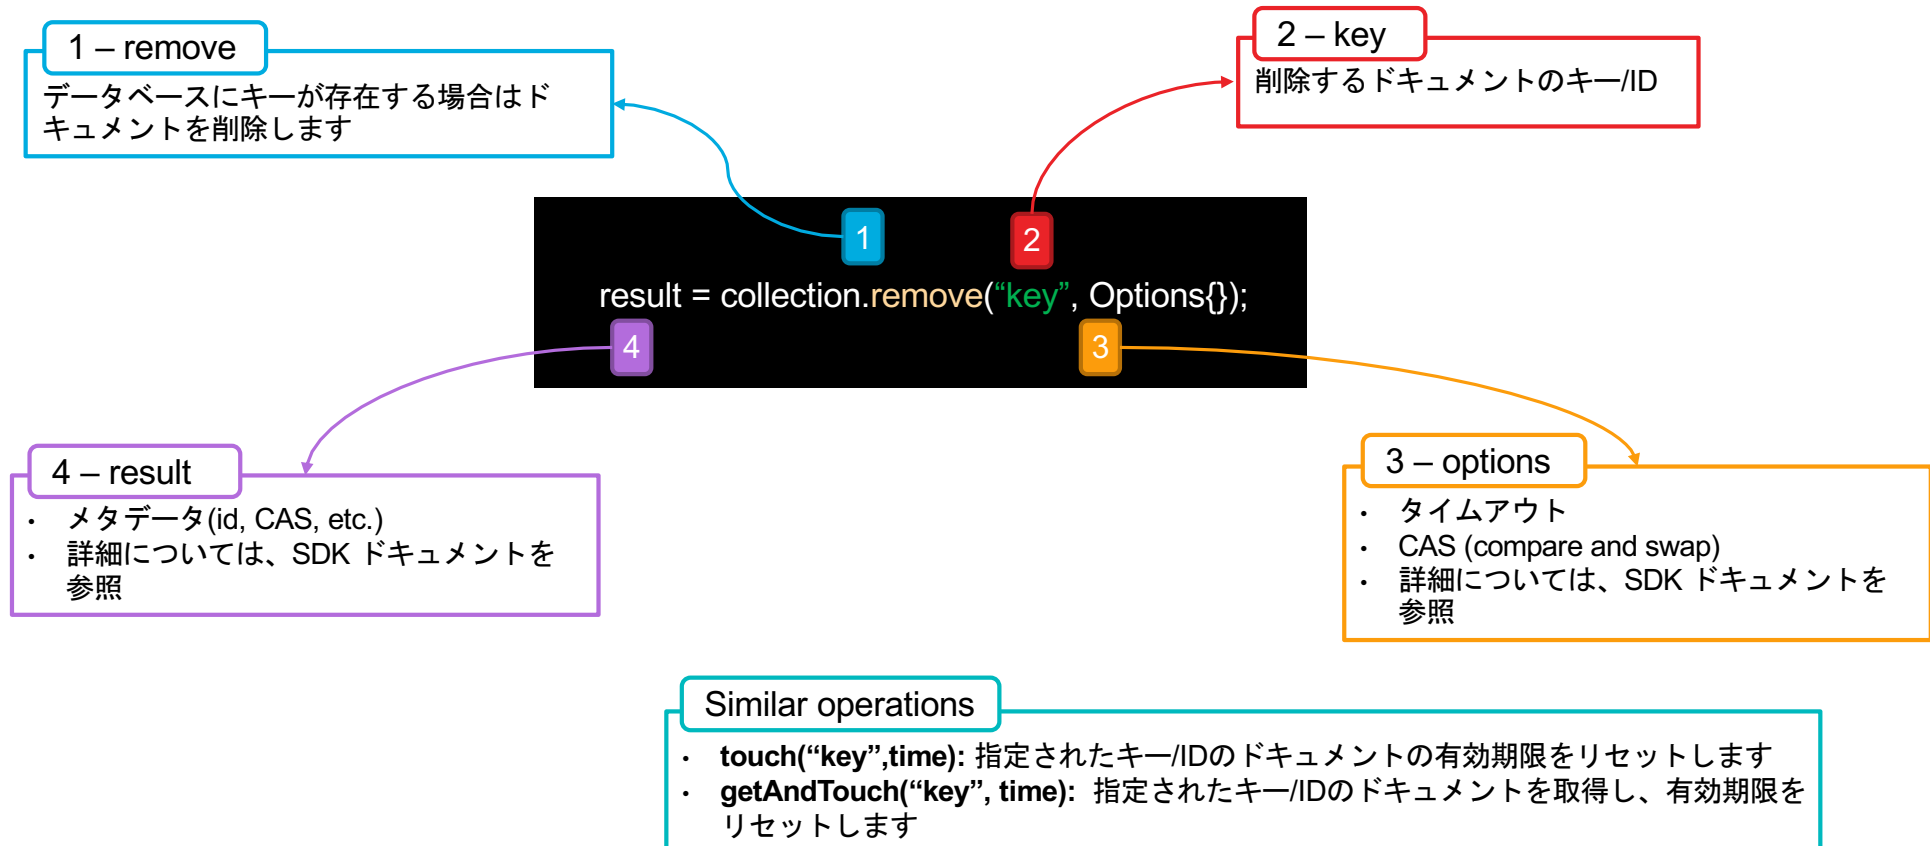 1 – remove
データベースにキーが存在する場合はド
キュメントを削除します
2 – key
削除するドキュメントのキー/ID
1
2
result = collection.remove(“key”, Options{});
4
3
4 – result
・ メタデータ(id, CAS, etc.)
・ 詳細については、SDK ドキュメントを
参照
3 – options
・ タイムアウト
・ CAS (compare and swap)
・ 詳細については、SDK ドキュメントを
参照
Similar operations
・ touch(“key”,time): 指定されたキー/IDのドキュメントの有効期限をリセットします
・ getAndTouch(“key”, time): 指定されたキー/IDのドキュメントを取得し、有効期限を
リセットします